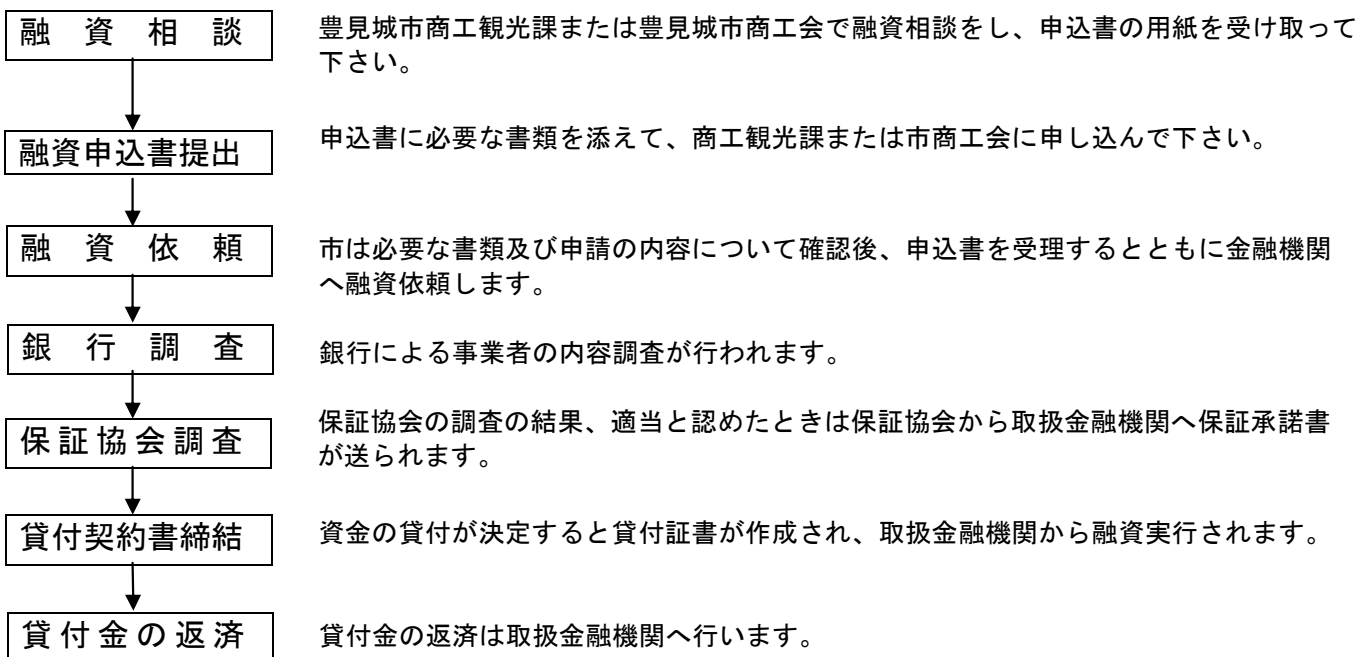 融資相談
豊見城市商工観光課または豊見城市商工会で融資相談をし、申込書の用紙を受け取って
下さい。
融資申込書提出
申込書に必要な書類を添えて、商工観光課または市商工会に申し込んで下さい。
融資依頼
市は必要な書類及び申請の内容について確認後、申込書を受理するとともに金融機関
へ融資依頼します。
銀行調査
銀行による事業者の内容調査が行われます。
保証協会調査
保証協会の調査の結果、適当と認めたときは保証協会から取扱金融機関へ保証承諾書
が送られます。
貸付契約書締結
資金の貸付が決定すると貸付証書が作成され、取扱金融機関から融資実行されます。
貸付金の返済
貸付金の返済は取扱金融機関へ行います。